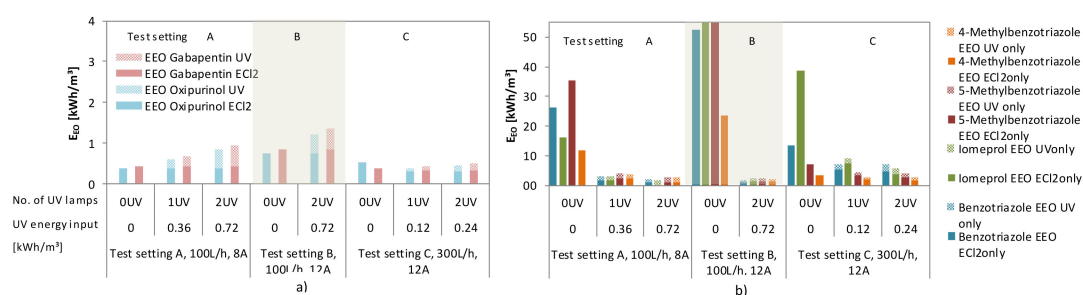 4
3
2
1
0
E_EO [kWh/m³]
Test setting A B C
EEO Gabapentin UV
EEO Gabapentin ECl2
EEO Oxipurinol UV
EEO Oxipurinol ECl2
No. of UV lamps 0UV 1UV 2UV 0UV 2UV 0UV 1UV 2UV
UV energy input 0 0.36 0.72 0 0.72 0 0.12 0.24
[kWh/m³]
Test setting A, 100L/h, 8A Test setting B, 100L/h, 12A Test setting C, 300L/h, 12A
a)
50
40
30
20
10
00
E_EO [kWh/m³]
Test setting A B C
0UV 1UV 2UV 0UV 2UV 0UV 1UV 2UV
0 0.36 0.72 0 0.72 0 0.12 0.24
Test setting A, 100L/h, 8A Test setting B, 100L/h, 12A Test setting C, 300L/h, 12A
b)
4-Methylbenzotriazole
EEO UV only
4-Methylbenzotriazole
EEO ECl2only
5-Methylbenzotriazole
EEO UV only
5-Methylbenzotriazole
EEO ECl2only
Iomeprol EEO UVonly
Iomeprol EEO ECl2only
Benzotriazole EEO UV
only
Benzotriazole EEO
ECl2only